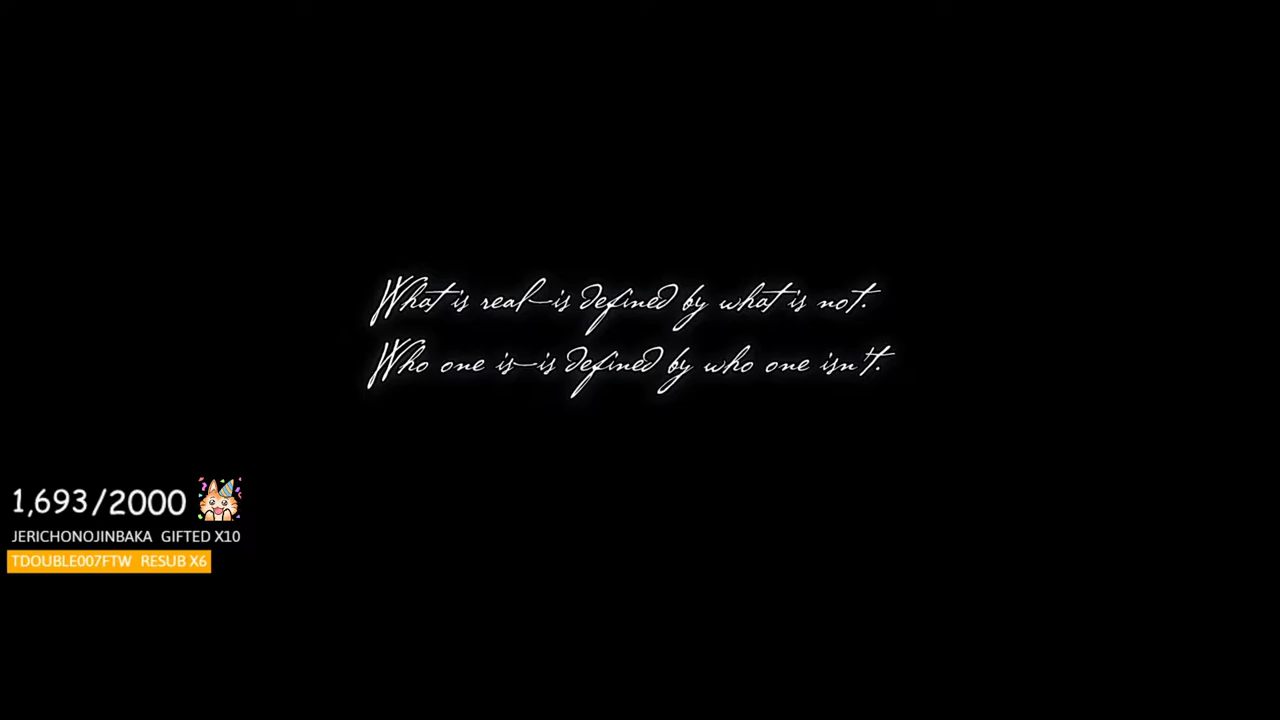 What is real—is defined by what is not.
Who one is—is defined by who one isn't.
1,693/2000
JERICHONOJINBAKA GIFTED X10
TDOUBLE007FTW RESUB X6